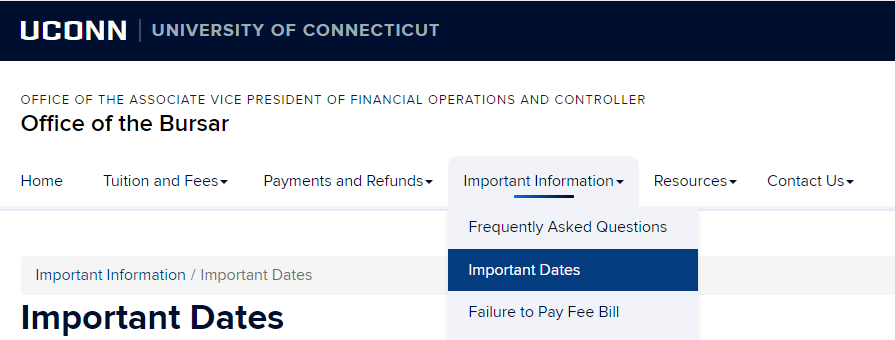 UCONN UNIVERSITY OF CONNECTICUT
OFFICE OF THE ASSOCIATE VICE PRESIDENT OF FINANCIAL OPERATIONS AND CONTROLLER
Office of the Bursar
Home Tuition and Fees Payments and Refunds Important Information Resources Contact Us
Frequently Asked Questions
Important Dates
Failure to Pay Fee Bill
Important Information / Important Dates
Important Dates